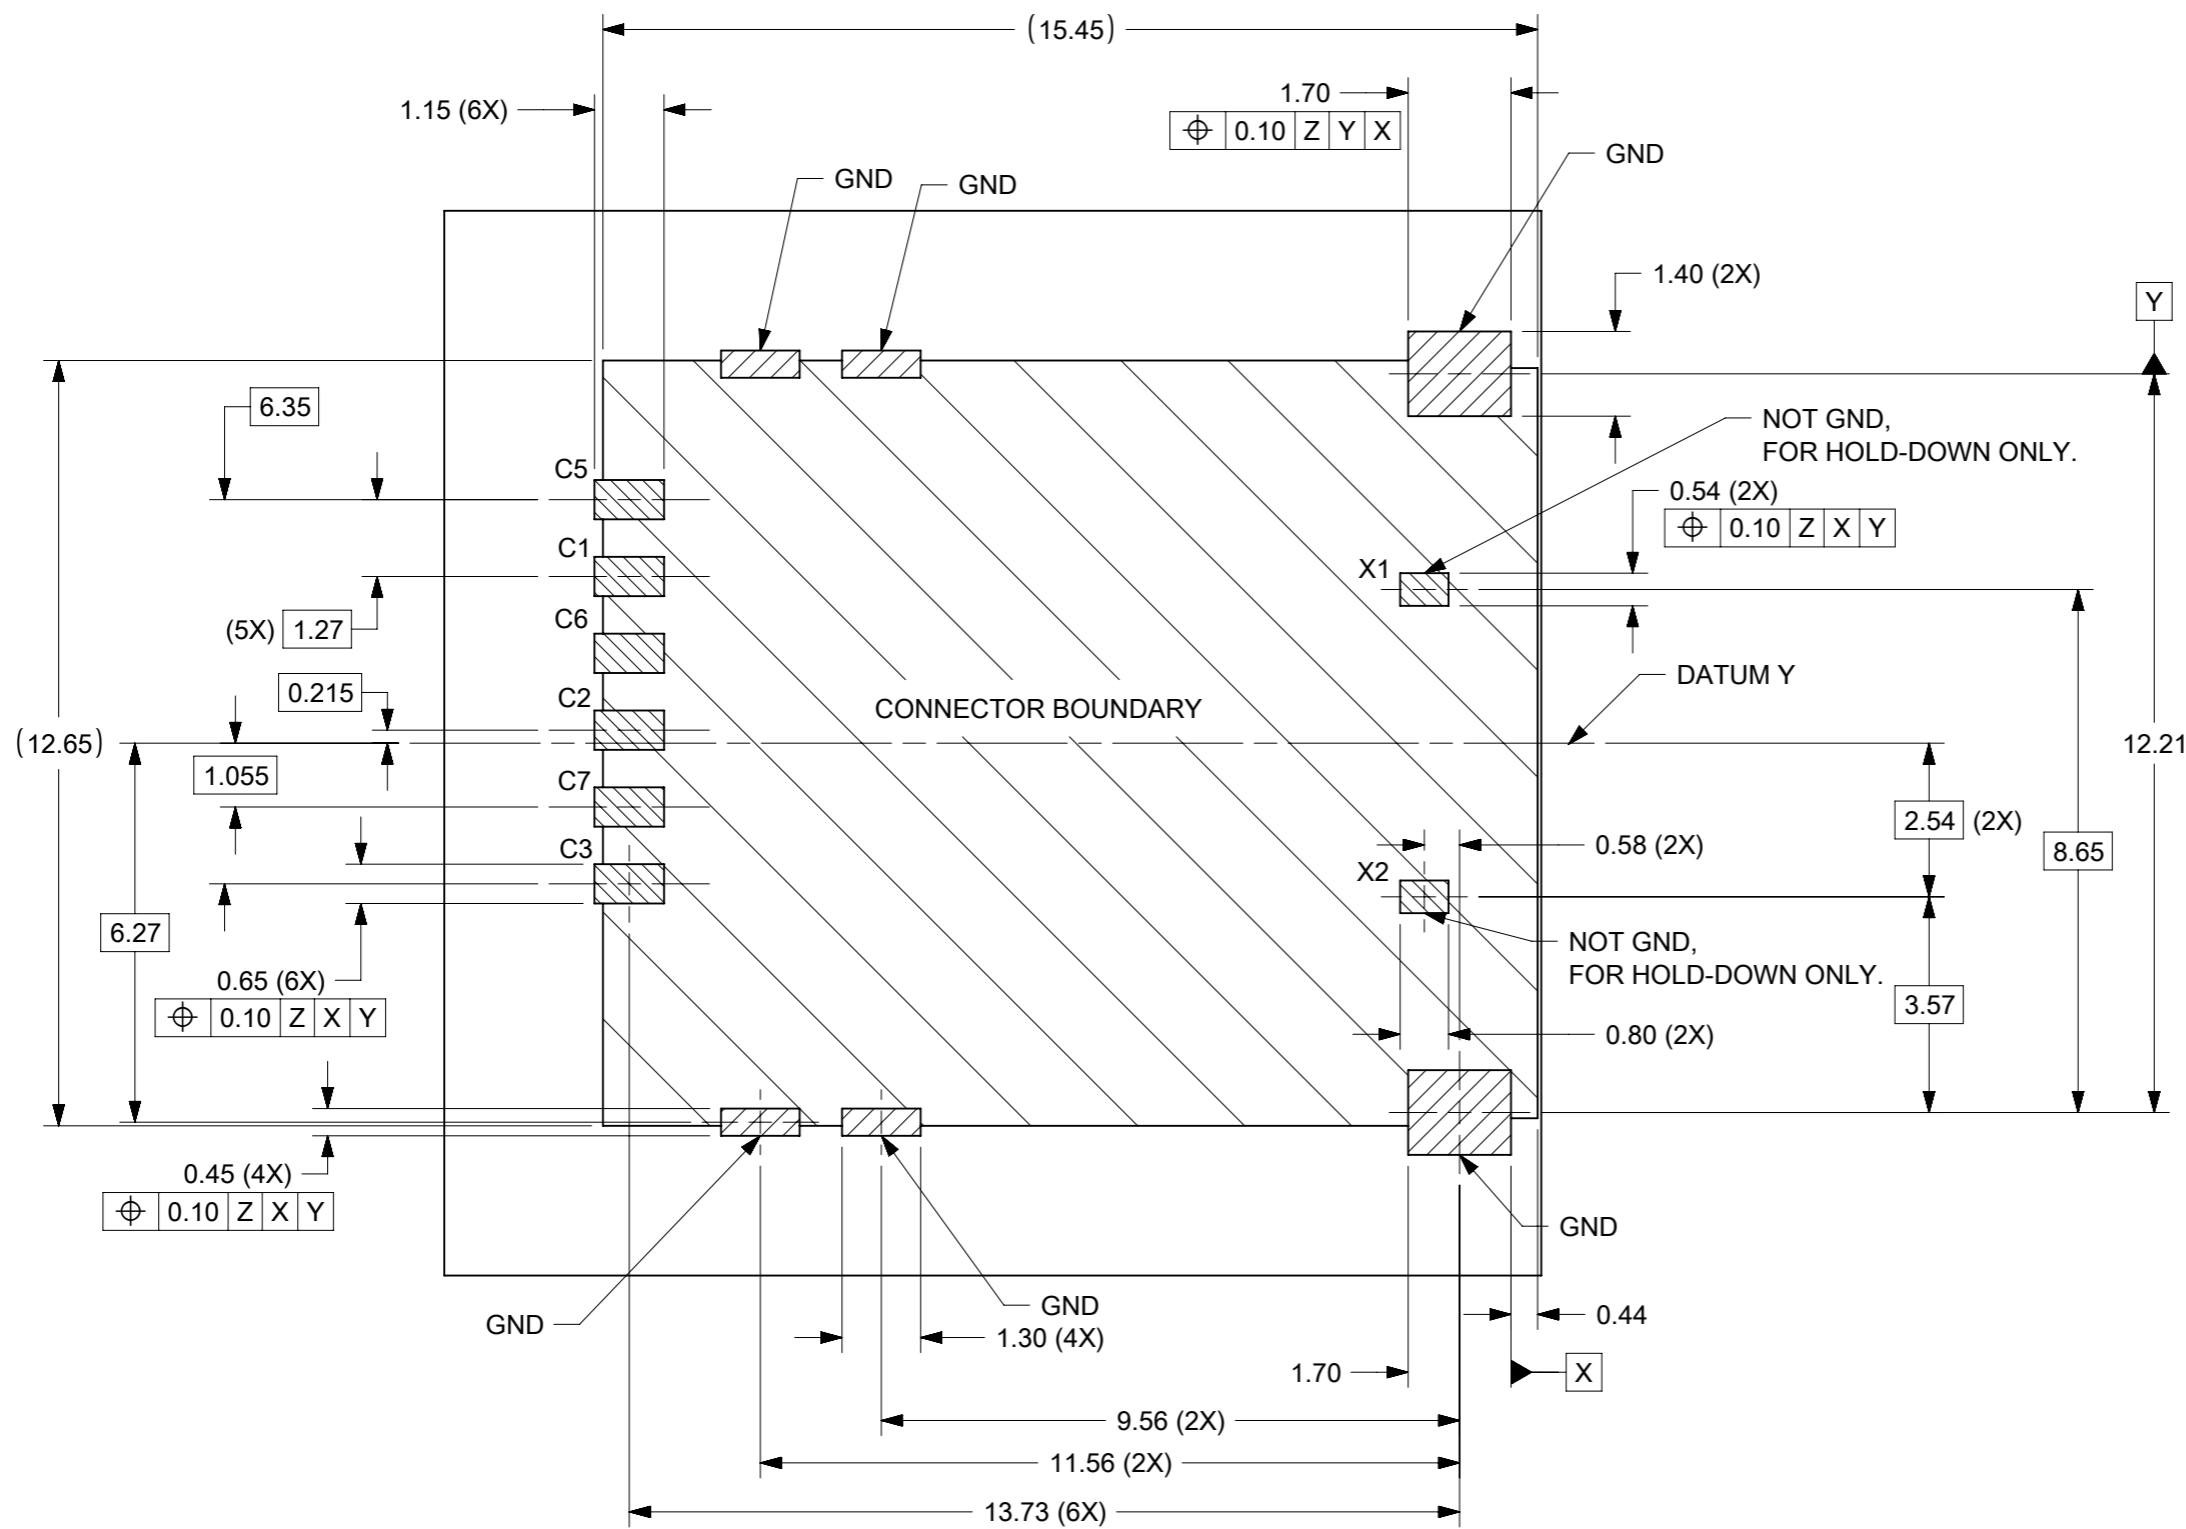 (15.45)
1.15 (6X)
1.70
⌖ 0.10 Z Y X
GND
GND
GND
1.40 (2X)
Y
6.35
NOT GND,
FOR HOLD-DOWN ONLY.
C5
0.54 (2X)
⌖ 0.10 Z X Y
C1
X1
(5X) 1.27
C6
DATUM Y
0.215
C2
CONNECTOR BOUNDARY
(12.65)
12.21
1.055
C7
2.54 (2X)
C3
0.58 (2X)
8.65
X2
6.27
NOT GND,
FOR HOLD-DOWN ONLY.
0.65 (6X)
⌖ 0.10 Z X Y
3.57
0.80 (2X)
0.45 (4X)
⌖ 0.10 Z X Y
GND
GND
GND
0.44
1.30 (4X)
1.70
X
9.56 (2X)
11.56 (2X)
13.73 (6X)